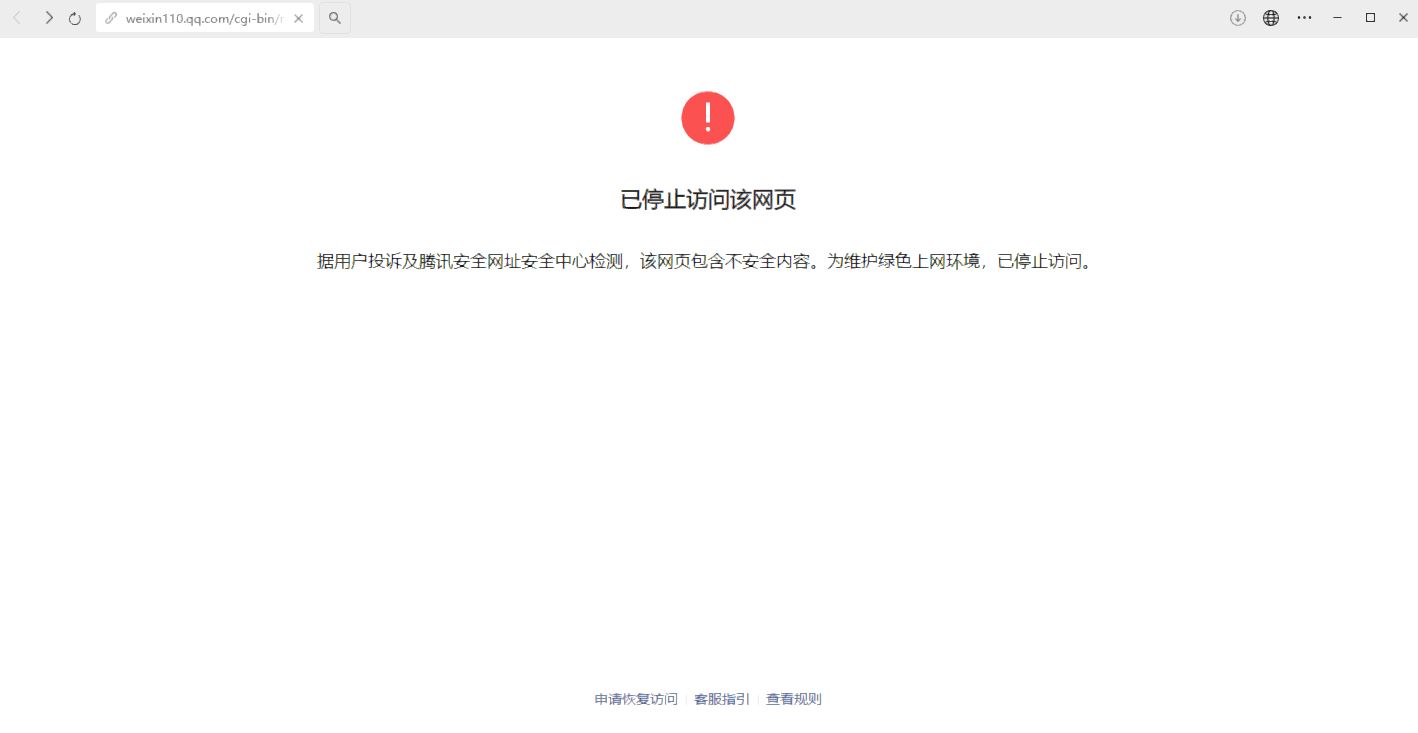 weixin110.qq.com/cgi-bin/
已停止访问该网页
据用户投诉及腾讯安全网址安全中心检测，该网页包含不安全内容。为维护绿色上网环境，已停止访问。
申请恢复访问 | 客服指引 | 查看规则